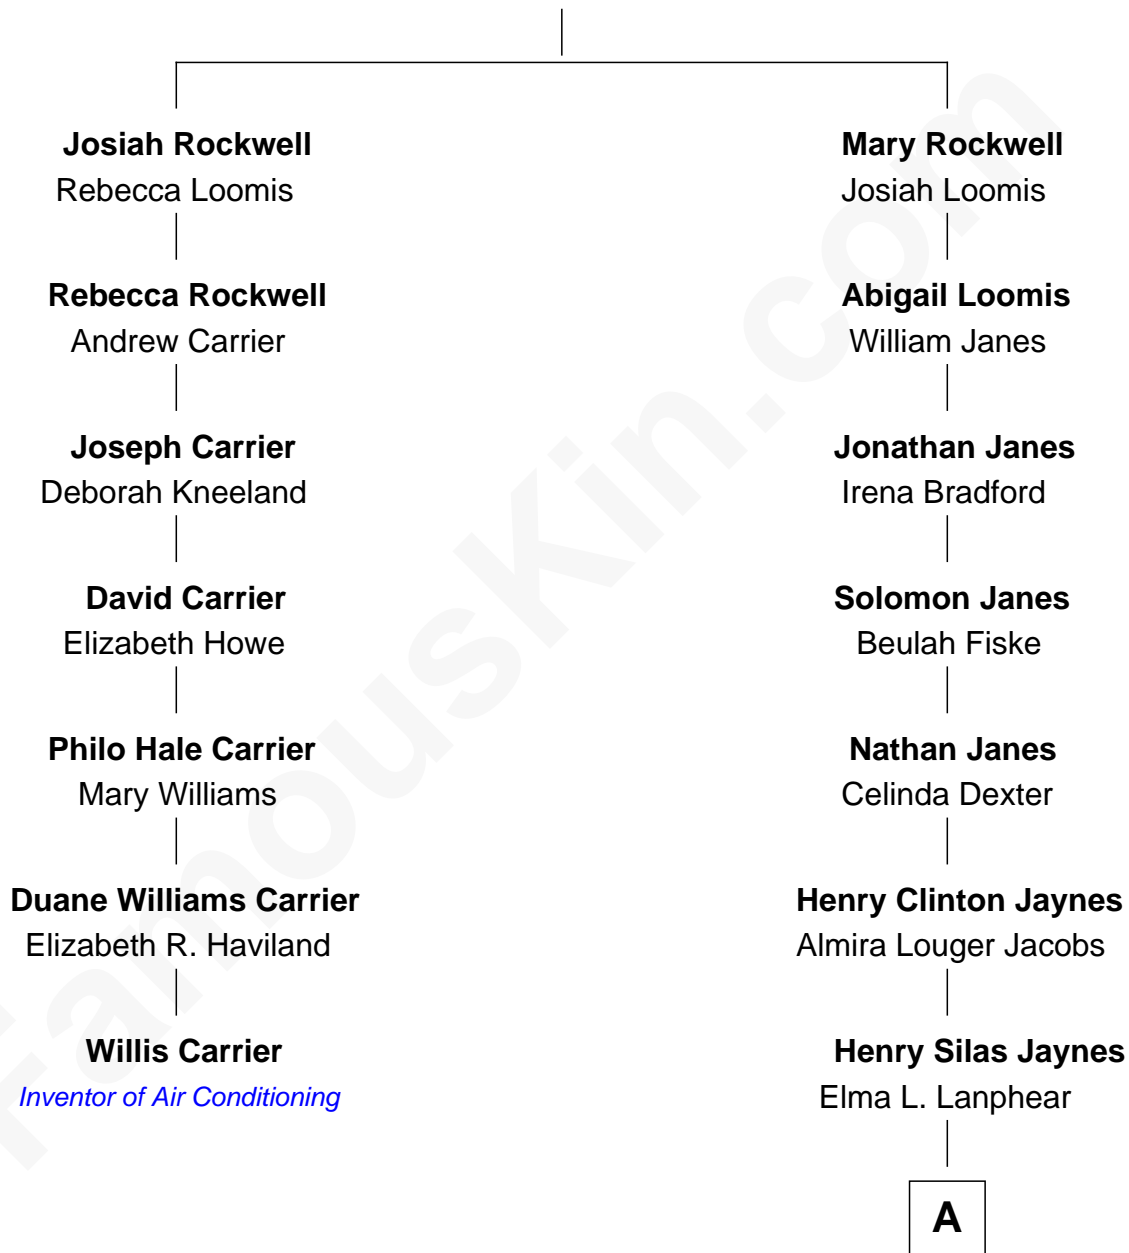 Josiah Rockwell
Rebecca Loomis
Rebecca Rockwell
Andrew Carrier
Joseph Carrier
Deborah Kneeland
David Carrier
Elizabeth Howe
Philo Hale Carrier
Mary Williams
Duane Williams Carrier
Elizabeth R. Haviland
Willis Carrier
Inventor of Air Conditioning
Mary Rockwell
Josiah Loomis
Abigail Loomis
William Janes
Jonathan Janes
Irena Bradford
Solomon Janes
Beulah Fiske
Nathan Janes
Celinda Dexter
Henry Clinton Jaynes
Almira Louger Jacobs
Henry Silas Jaynes
Elma L. Lanphear
A
FamousKin.com